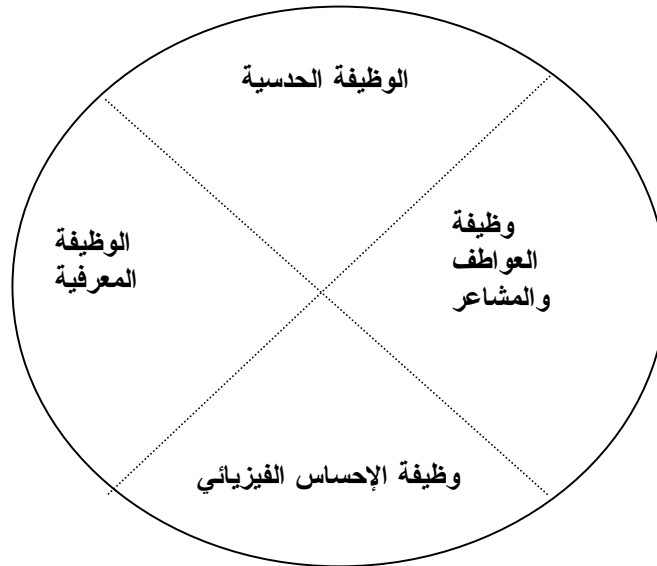 الوظيفة الحدسية
وظيفة
العواطف
والمشاعر
الوظيفة
المعرفية
وظيفة الإحساس الفيزيائي